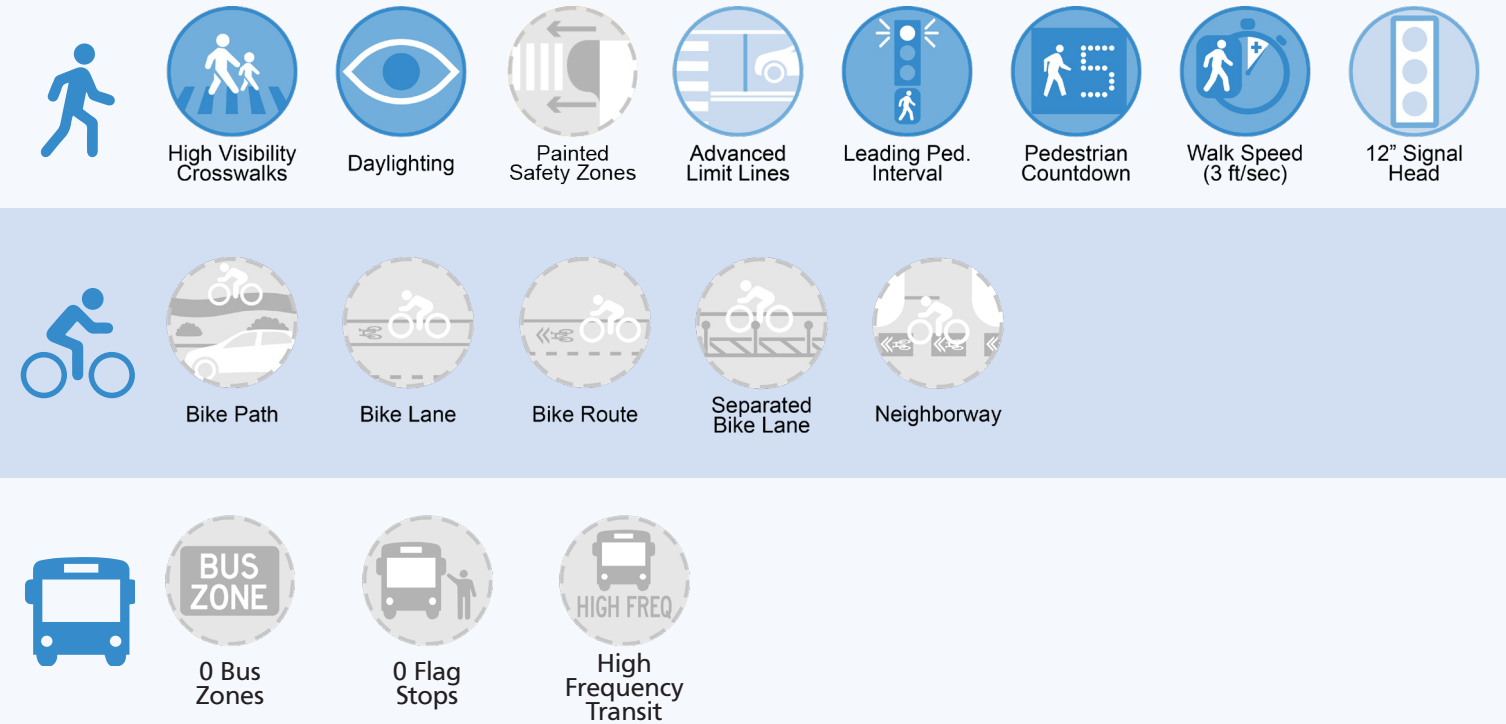 High Visibility
Crosswalks
Daylighting
Painted
Safety Zones
Advanced
Limit Lines
Leading Ped.
Interval
5
Pedestrian
Countdown
Walk Speed
(3 ft/sec)
12” Signal
Head
Bike Path
Bike Lane
Bike Route
Separated
Bike Lane
Neighborway
BUS
ZONE
0 Bus
Zones
0 Flag
Stops
HIGH FREQ
High
Frequency
Transit